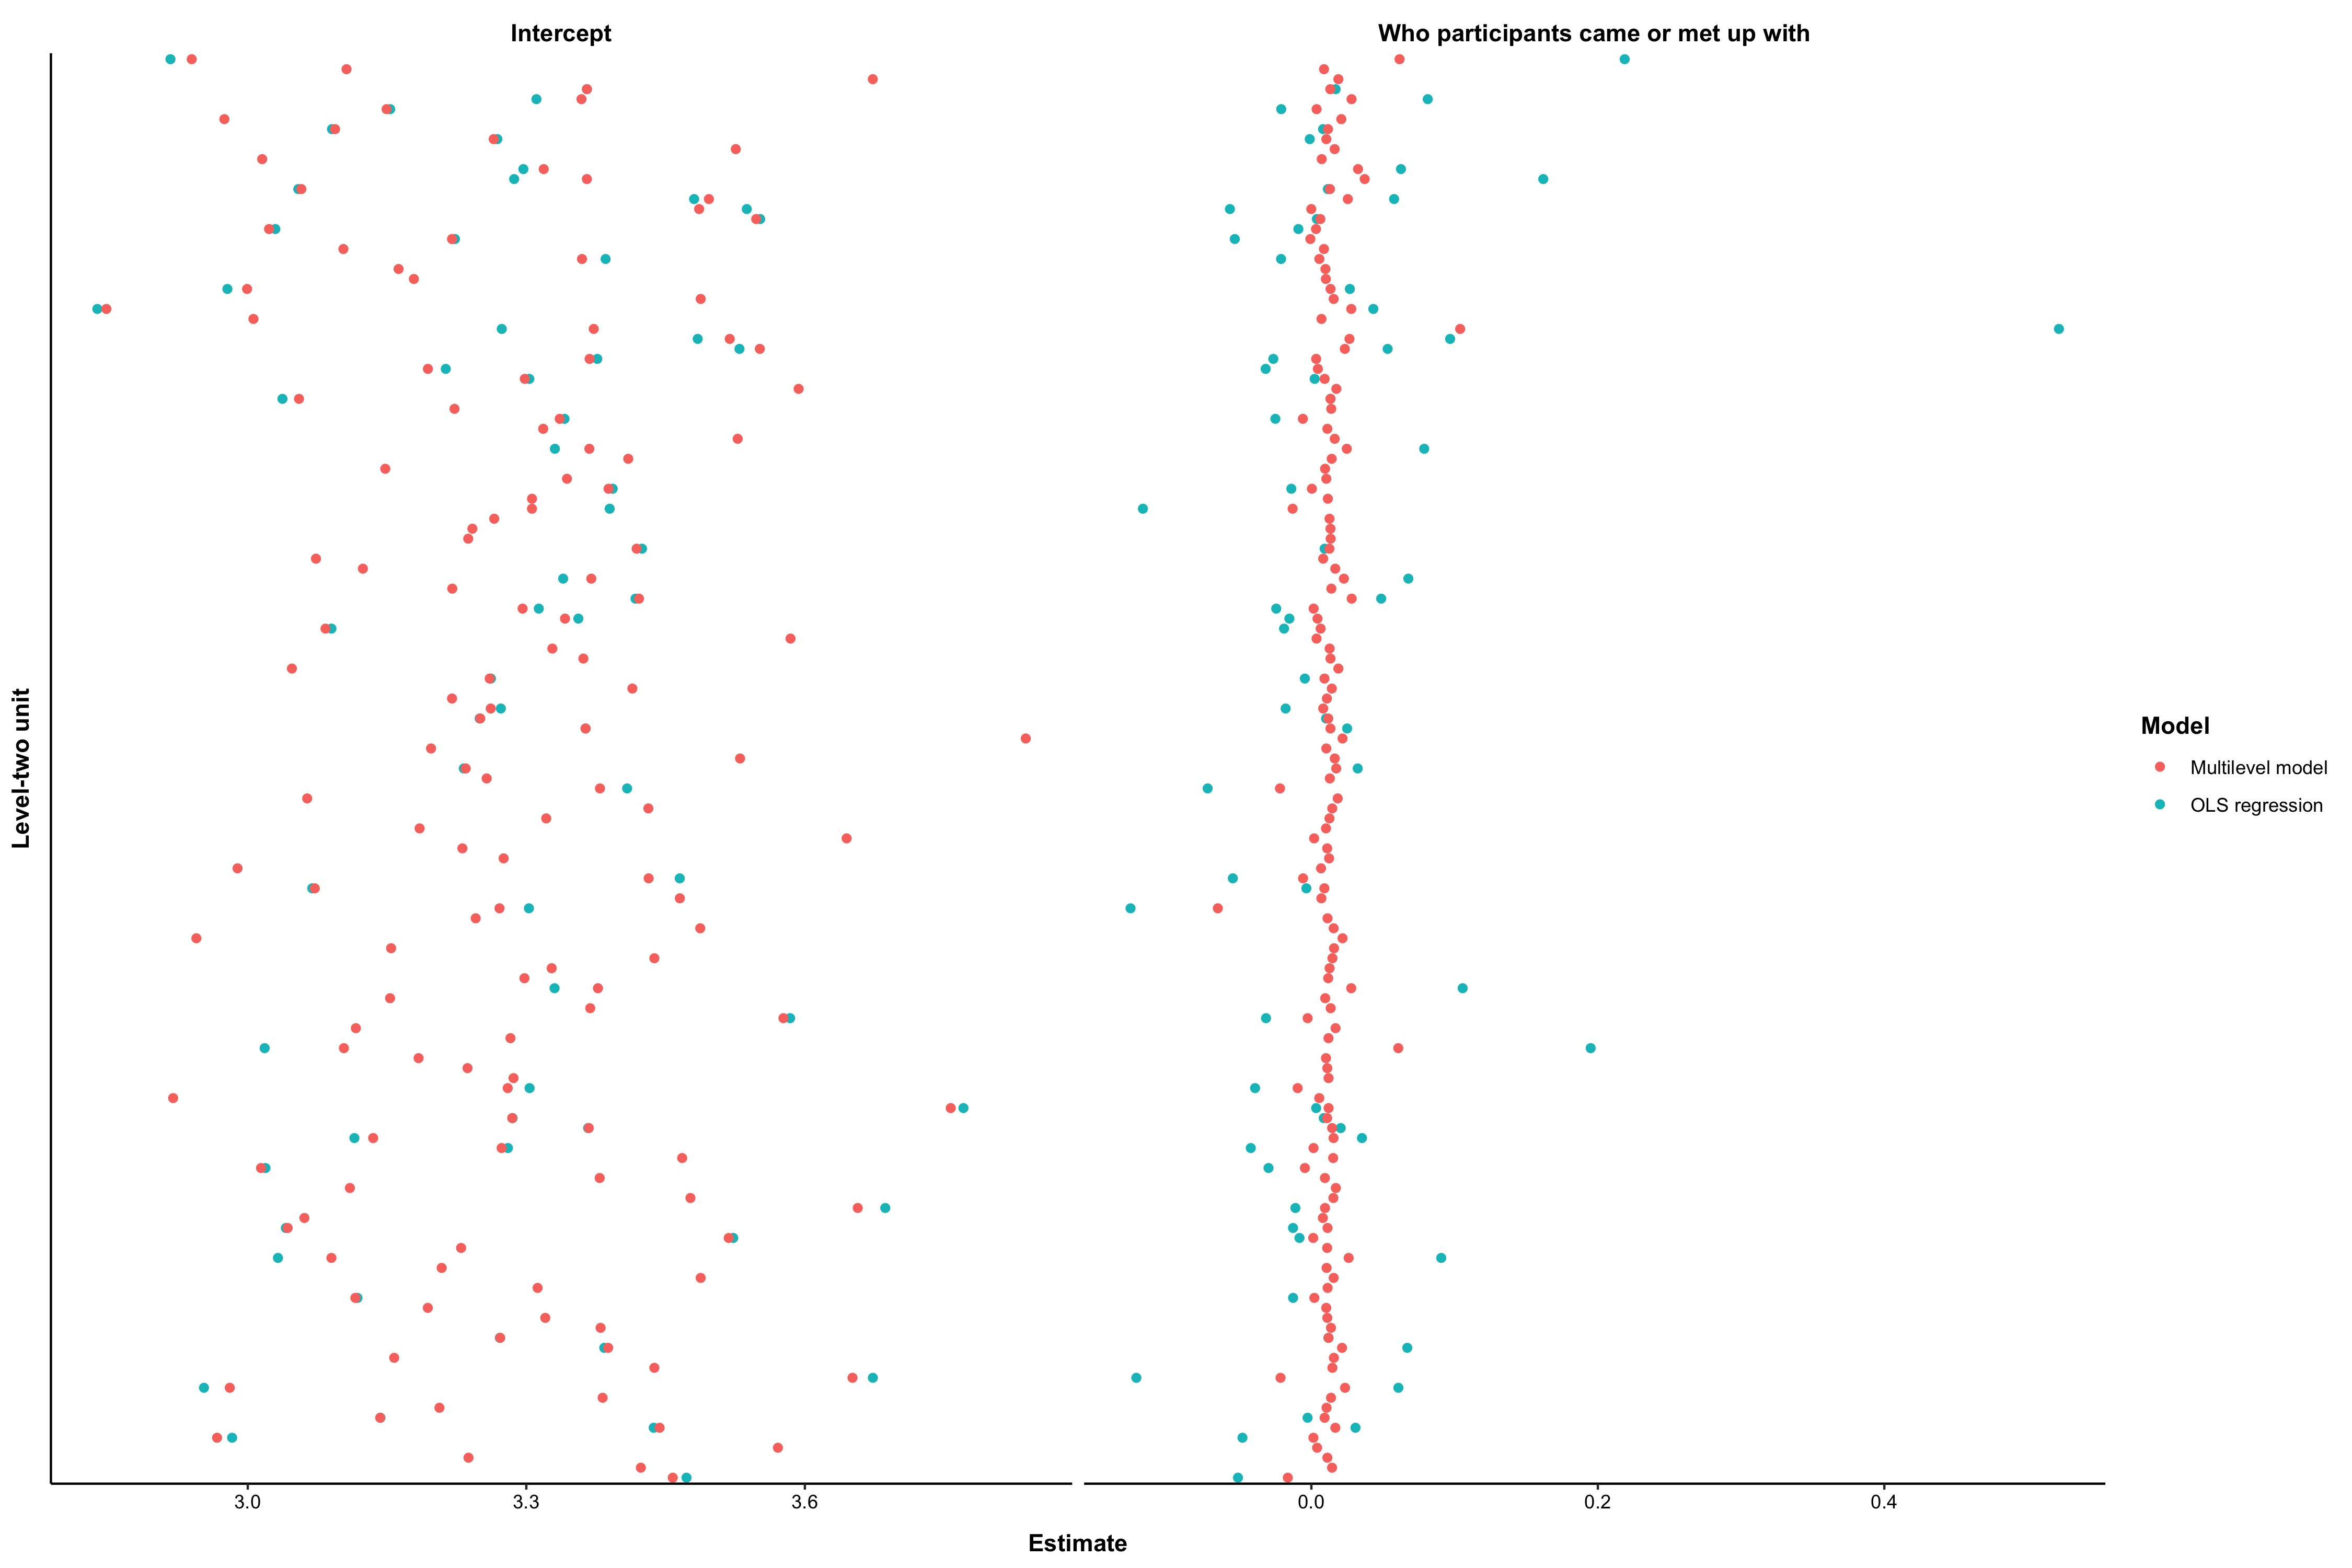 Intercept
Who participants came or met up with
Level-two unit
Model
Multilevel model
OLS regression
3.0
3.3
3.6
0.0
0.2
0.4
Estimate